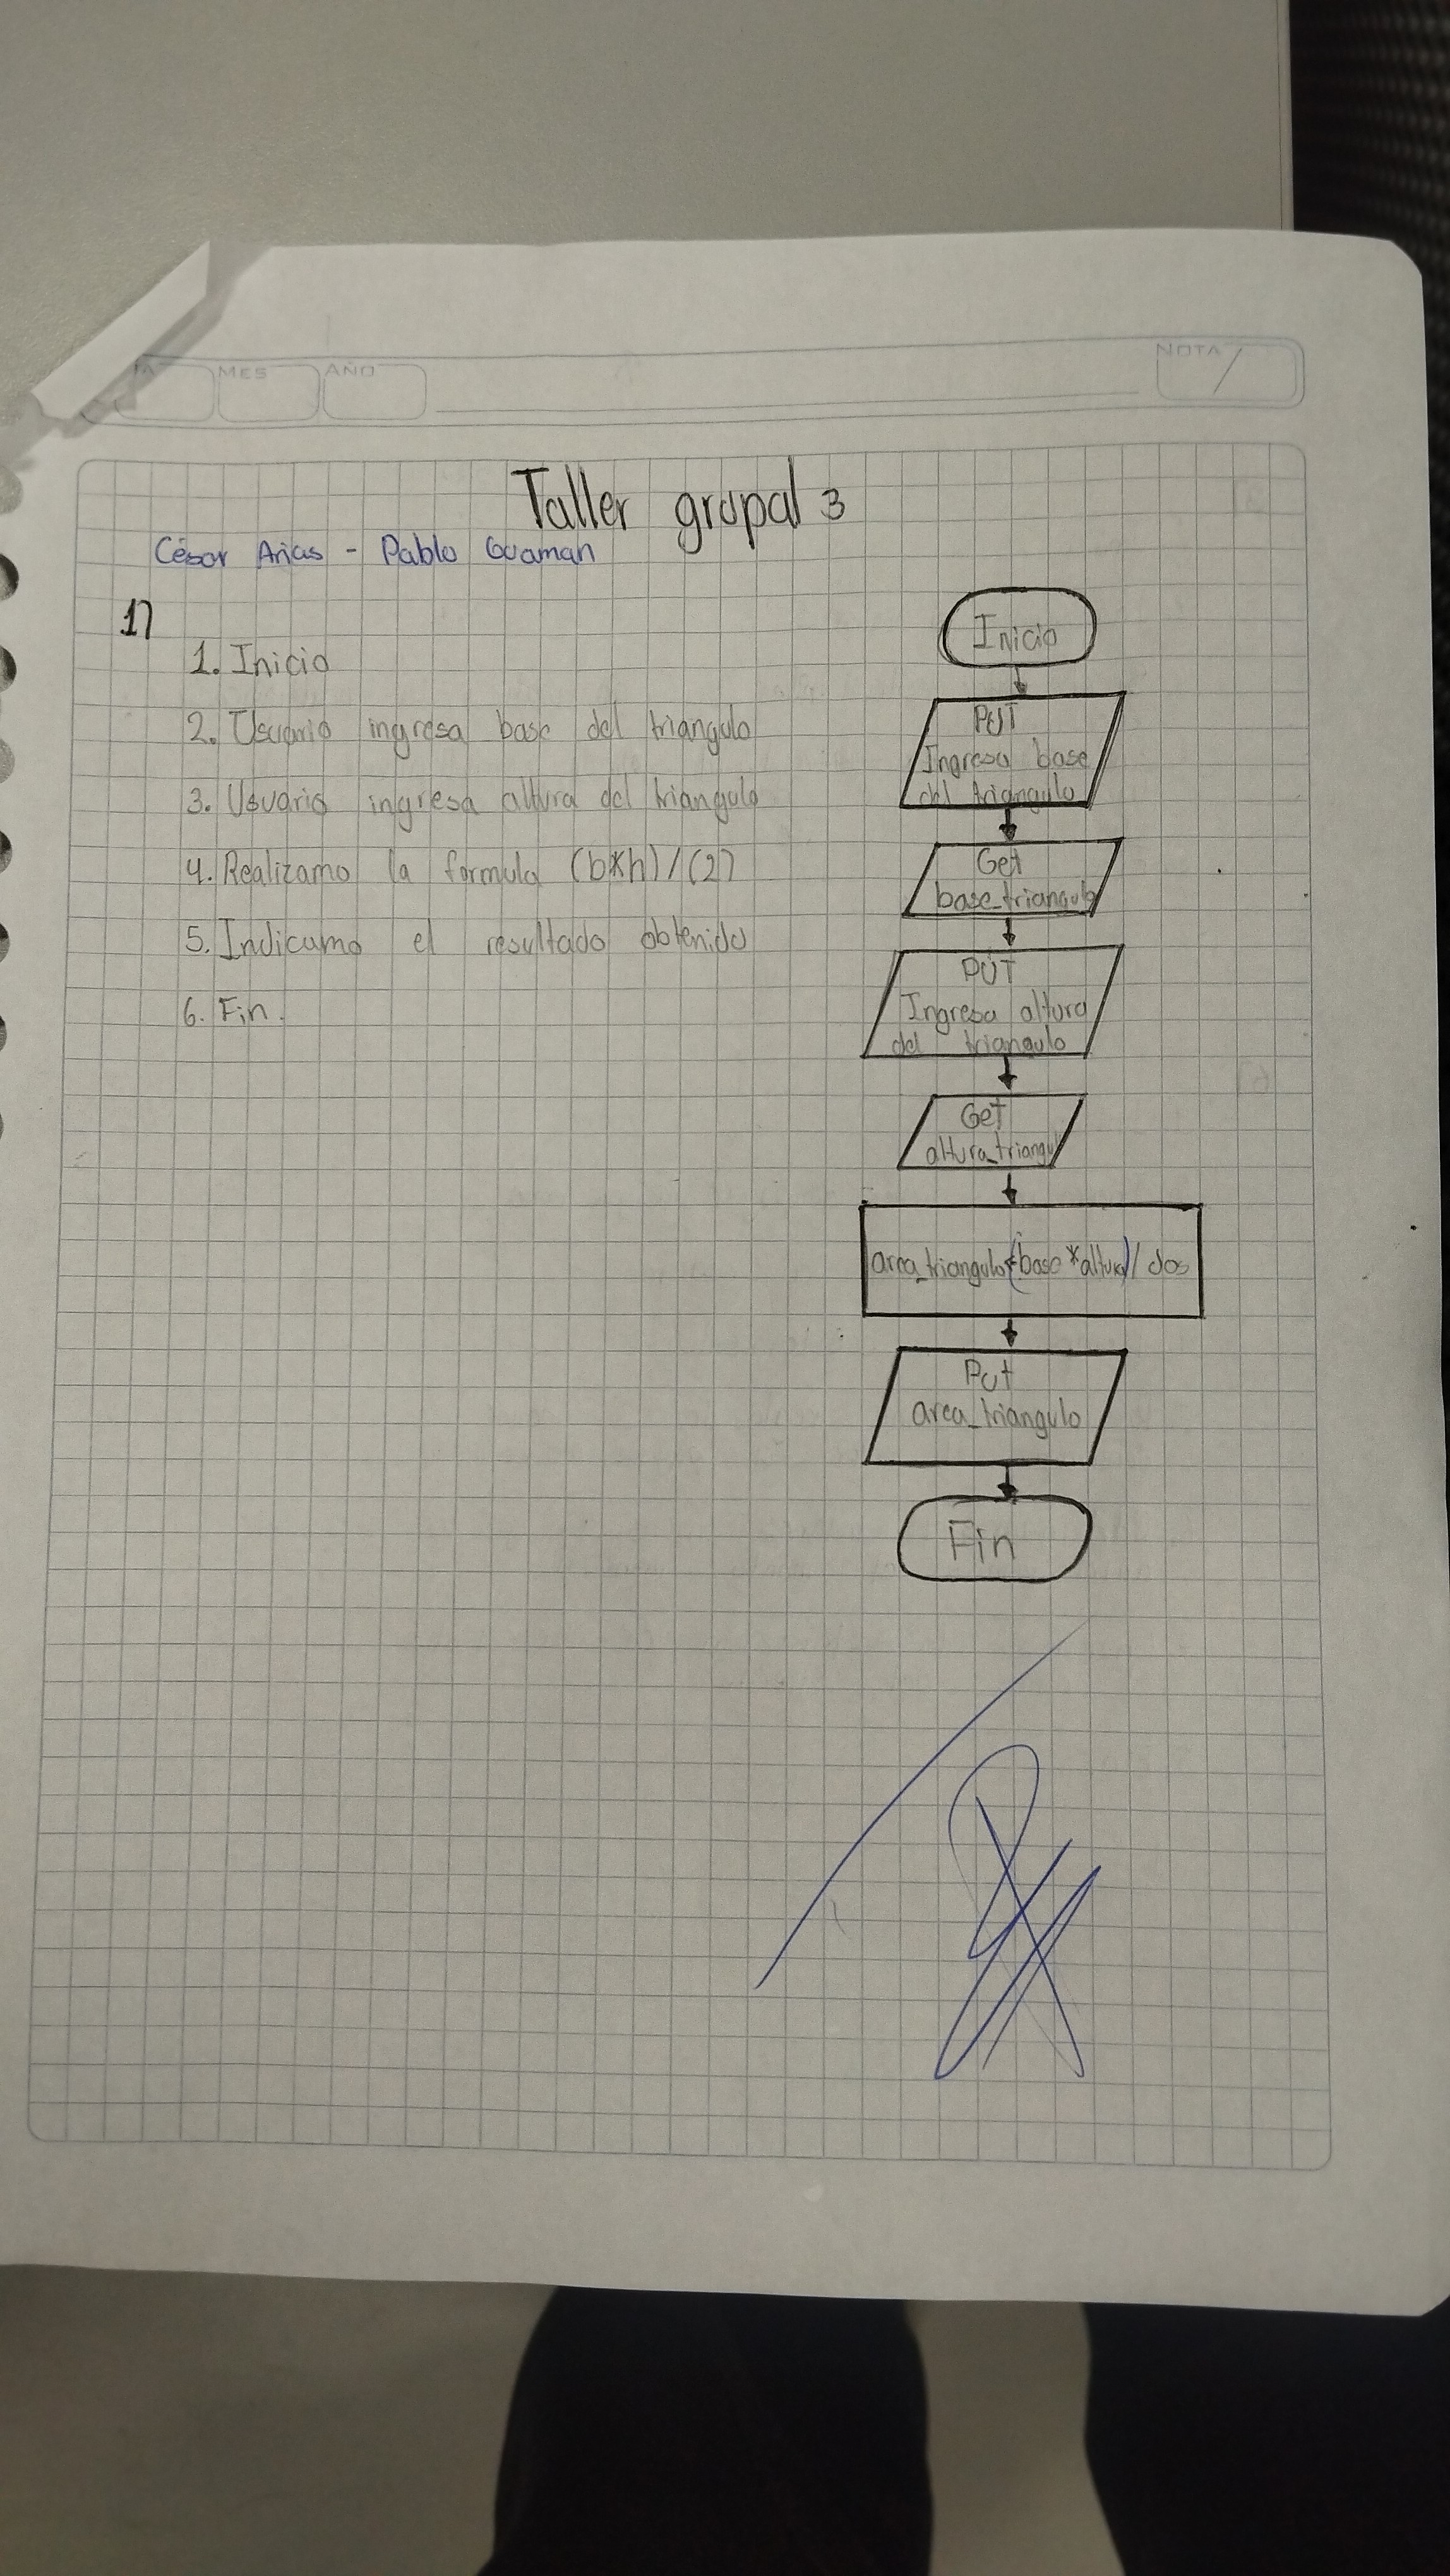 MES AÑO NOTA
Taller grupal 3
César Arias - Pablo Guaman
1)
1. Inicio
2. Usuario ingresa base del triangulo
3. Usuario ingresa altura del triangulo
4. Realizamo la formula (b*h)/(2)
5. Indicamo el resultado obtenido
6. Fin.
Inicio
PUT
Ingresa base
del triangulo
Get
base_triangulo
PUT
Ingresa altura
del triangulo
Get
altura_triangu
area_triangulo=(base*altura)/dos
Put
area_triangulo
Fin